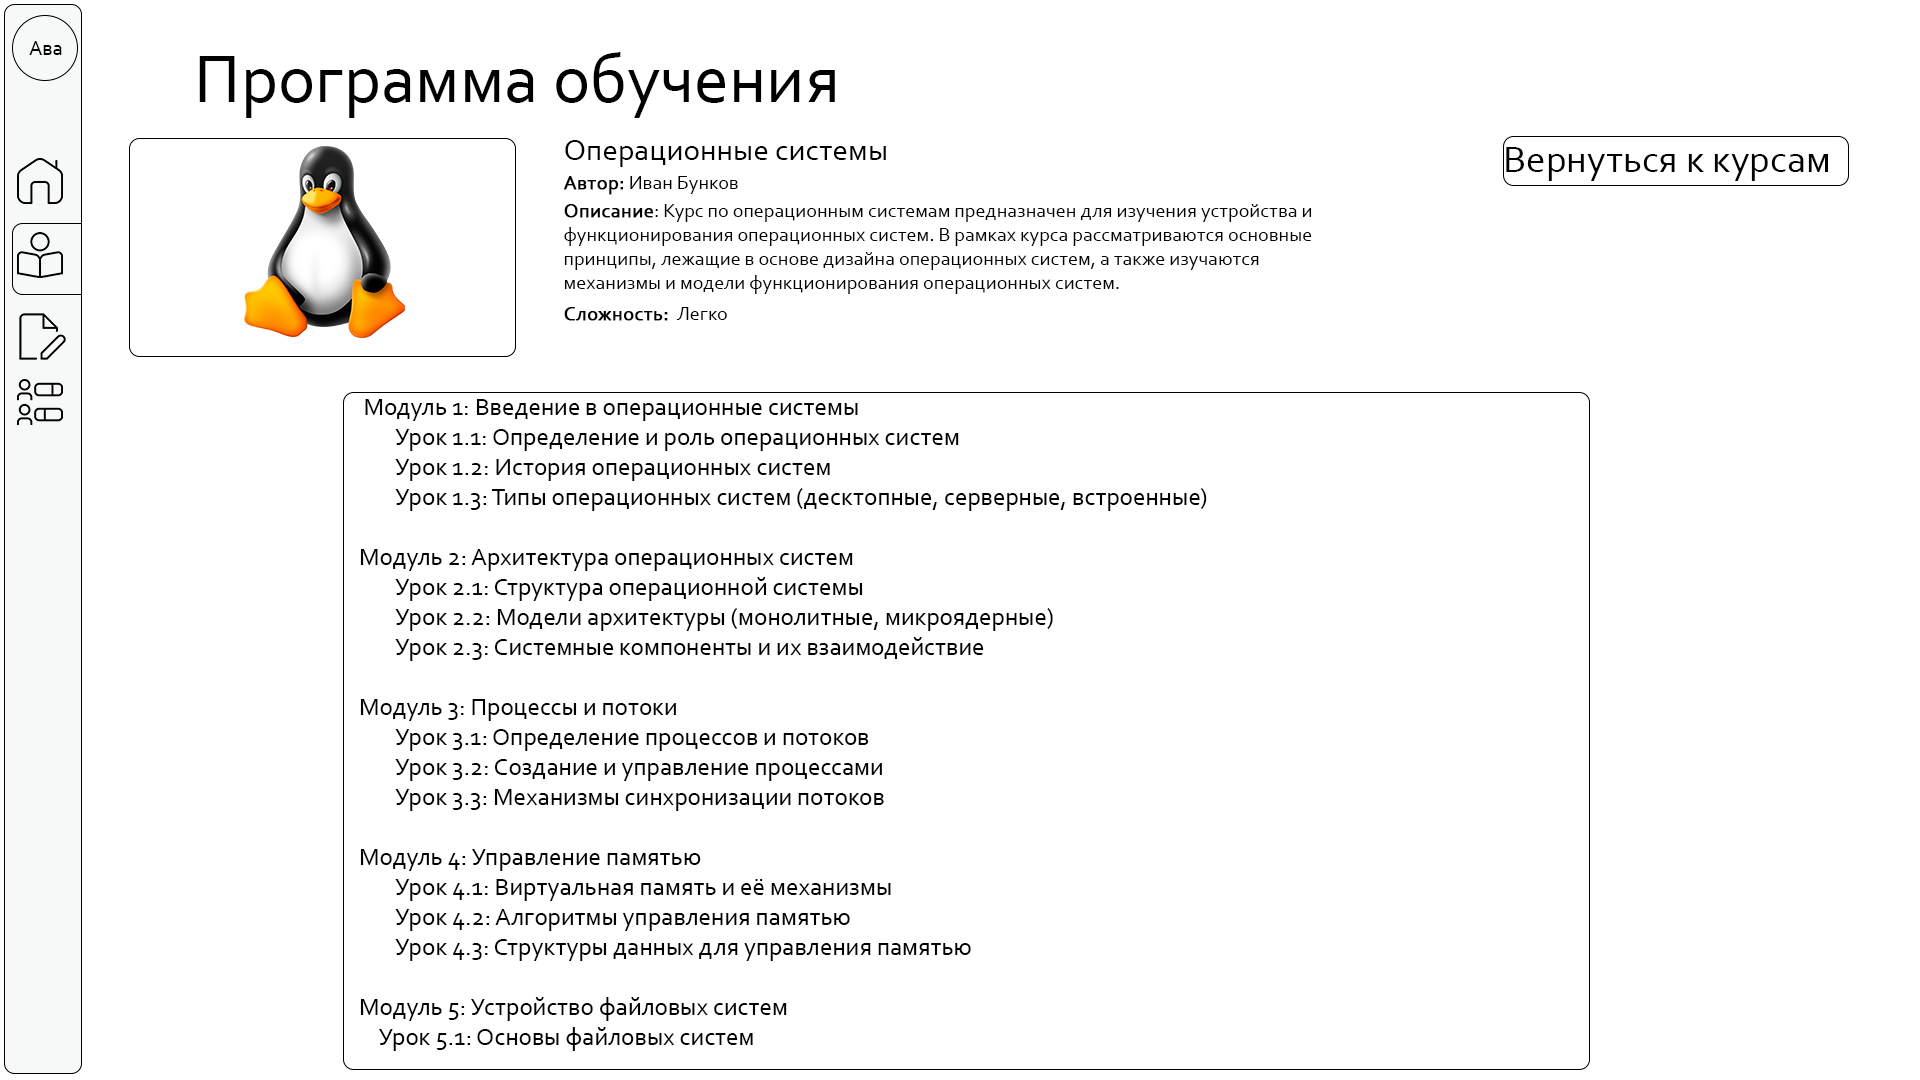 Ава
Программа обучения
Операционные системы
Автор: Иван Бунков
Описание: Курс по операционным системам предназначен для изучения устройства и
функционирования операционных систем. В рамках курса рассматриваются основные
принципы, лежащие в основе дизайна операционных систем, а также изучаются
механизмы и модели функционирования операционных систем.
Сложность: Легко
Вернуться к курсам
Модуль 1: Введение в операционные системы
Урок 1.1: Определение и роль операционных систем
Урок 1.2: История операционных систем
Урок 1.3: Типы операционных систем (десктопные, серверные, встроенные)
Модуль 2: Архитектура операционных систем
Урок 2.1: Структура операционной системы
Урок 2.2: Модели архитектуры (монолитные, микроядерные)
Урок 2.3: Системные компоненты и их взаимодействие
Модуль 3: Процессы и потоки
Урок 3.1: Определение процессов и потоков
Урок 3.2: Создание и управление процессами
Урок 3.3: Механизмы синхронизации потоков
Модуль 4: Управление памятью
Урок 4.1: Виртуальная память и её механизмы
Урок 4.2: Алгоритмы управления памятью
Урок 4.3: Структуры данных для управления памятью
Модуль 5: Устройство файловых систем
Урок 5.1: Основы файловых систем